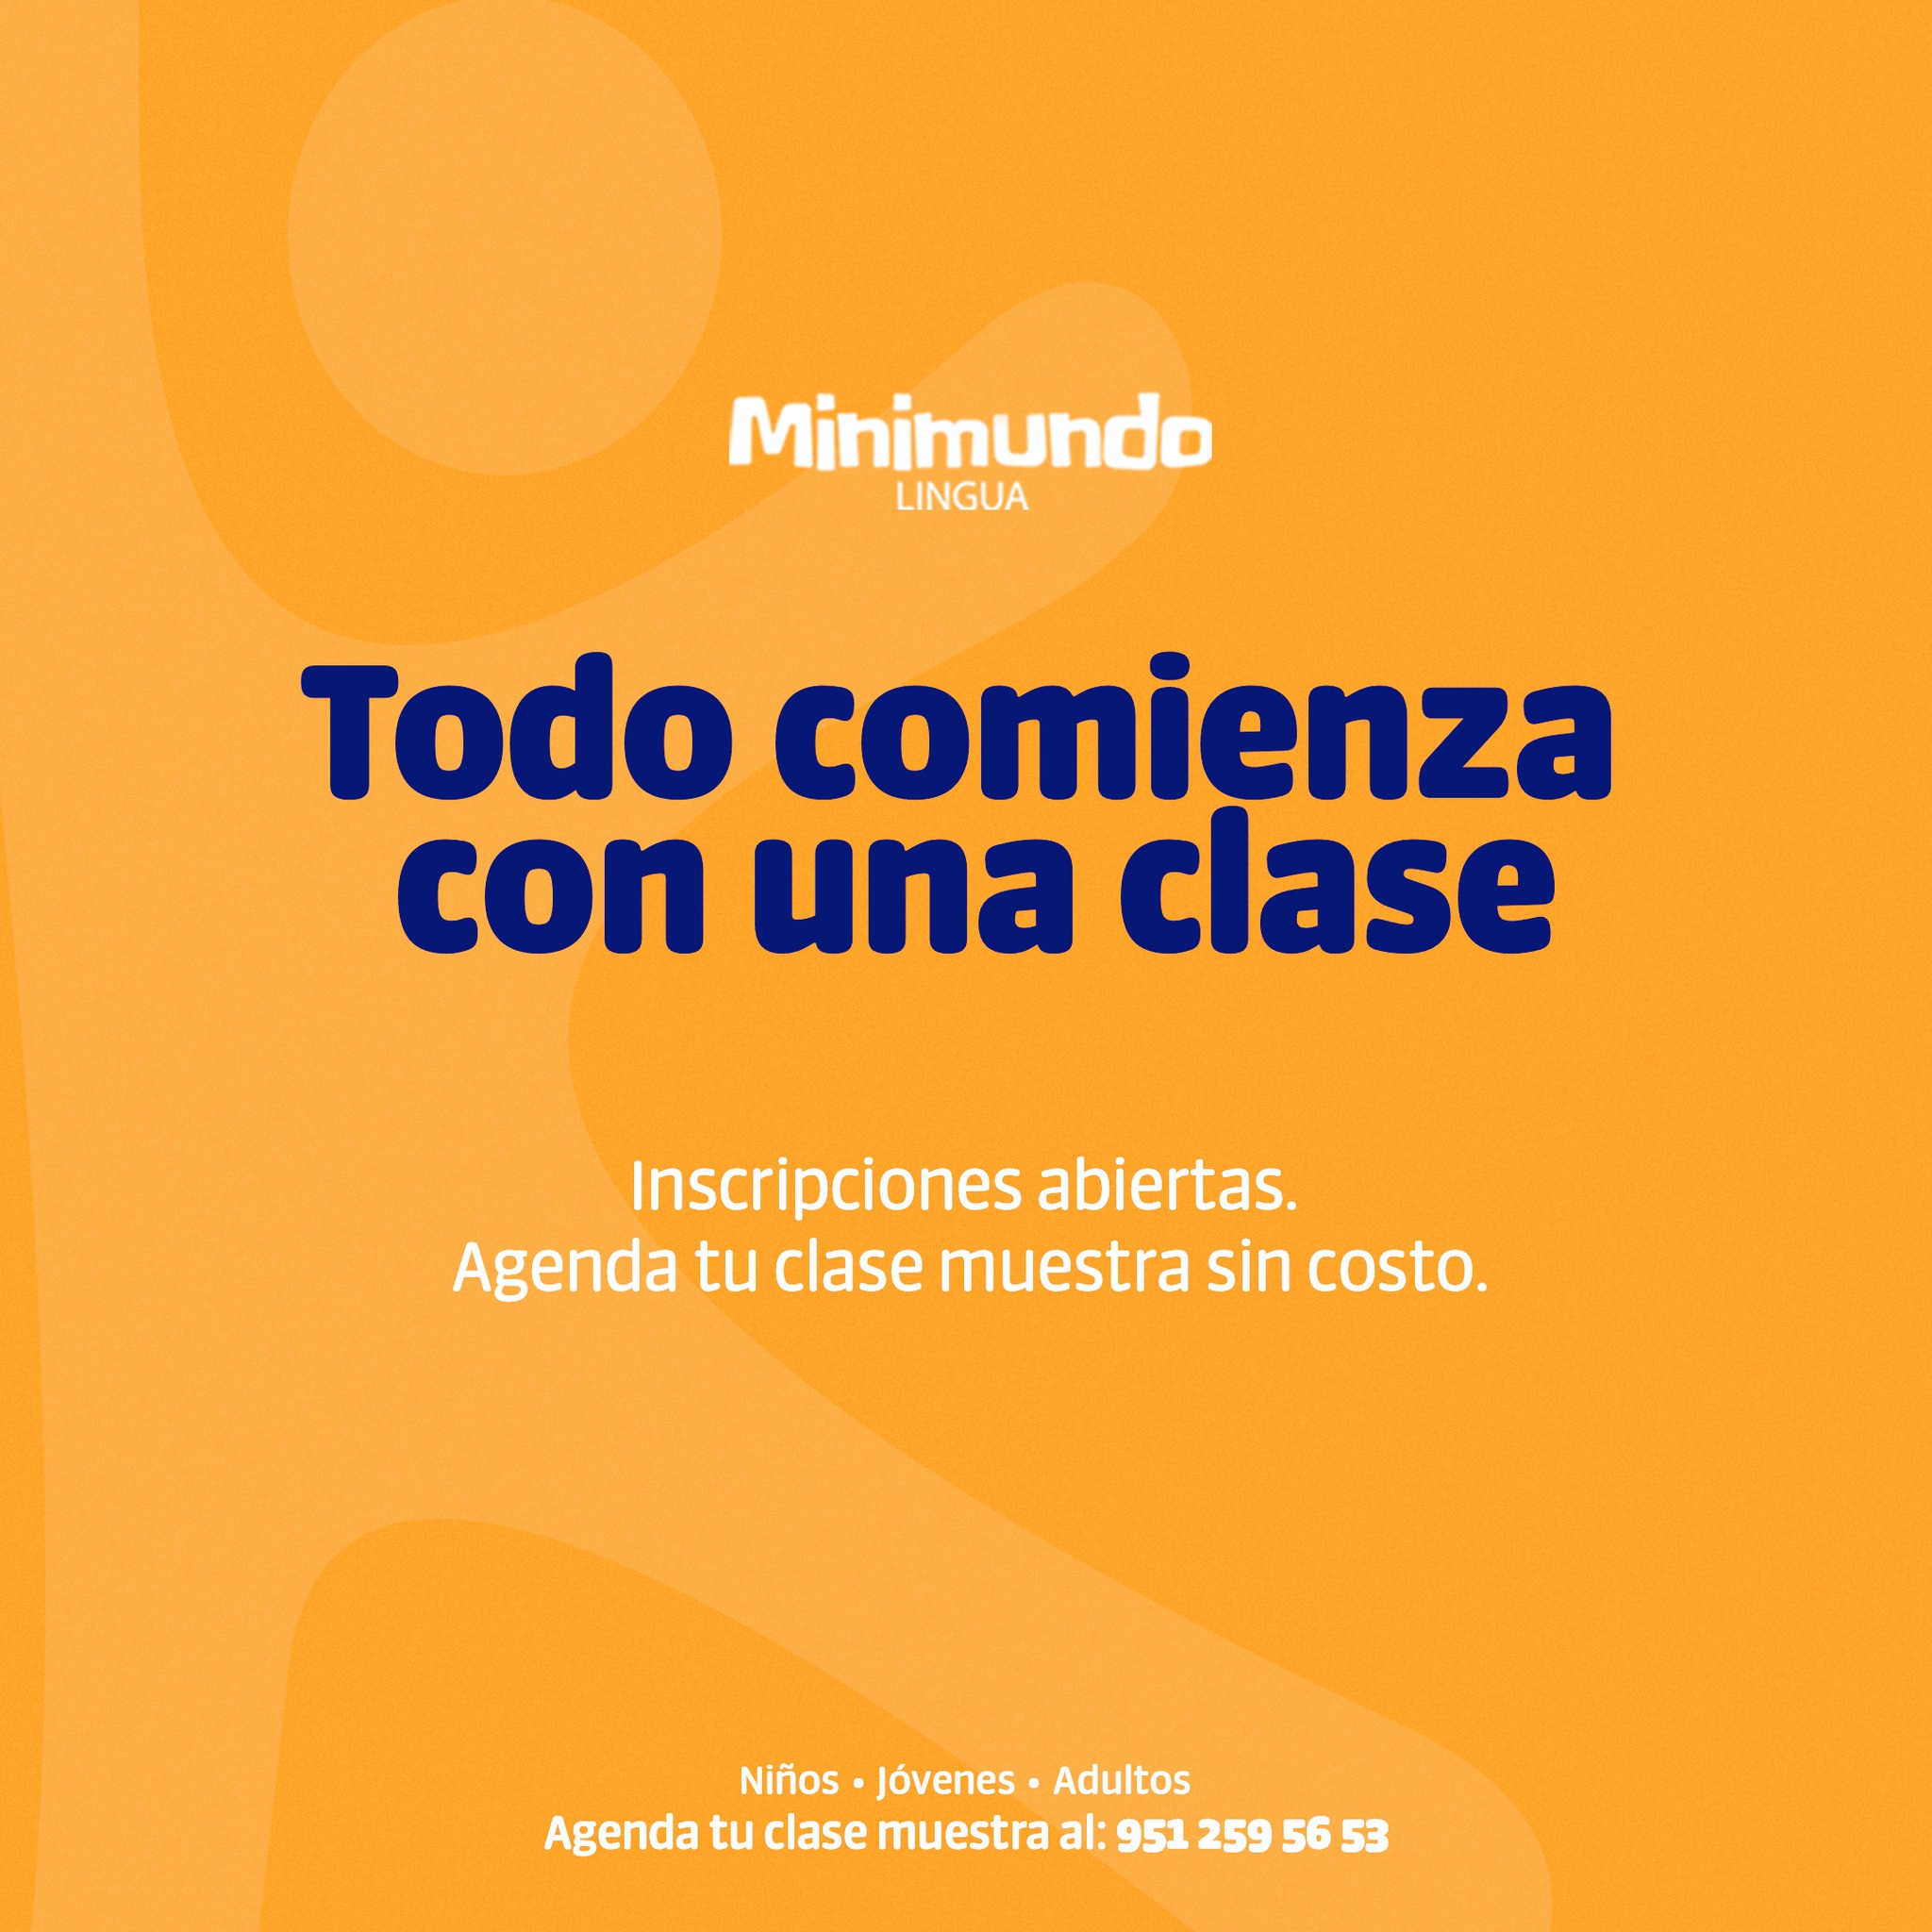 Minimundo
LINGUA
Todo comienza
con una clase
Inscripciones abiertas.
Agenda tu clase muestra sin costo.
Niños • Jóvenes • Adultos
Agenda tu clase muestra al: 951 259 56 53